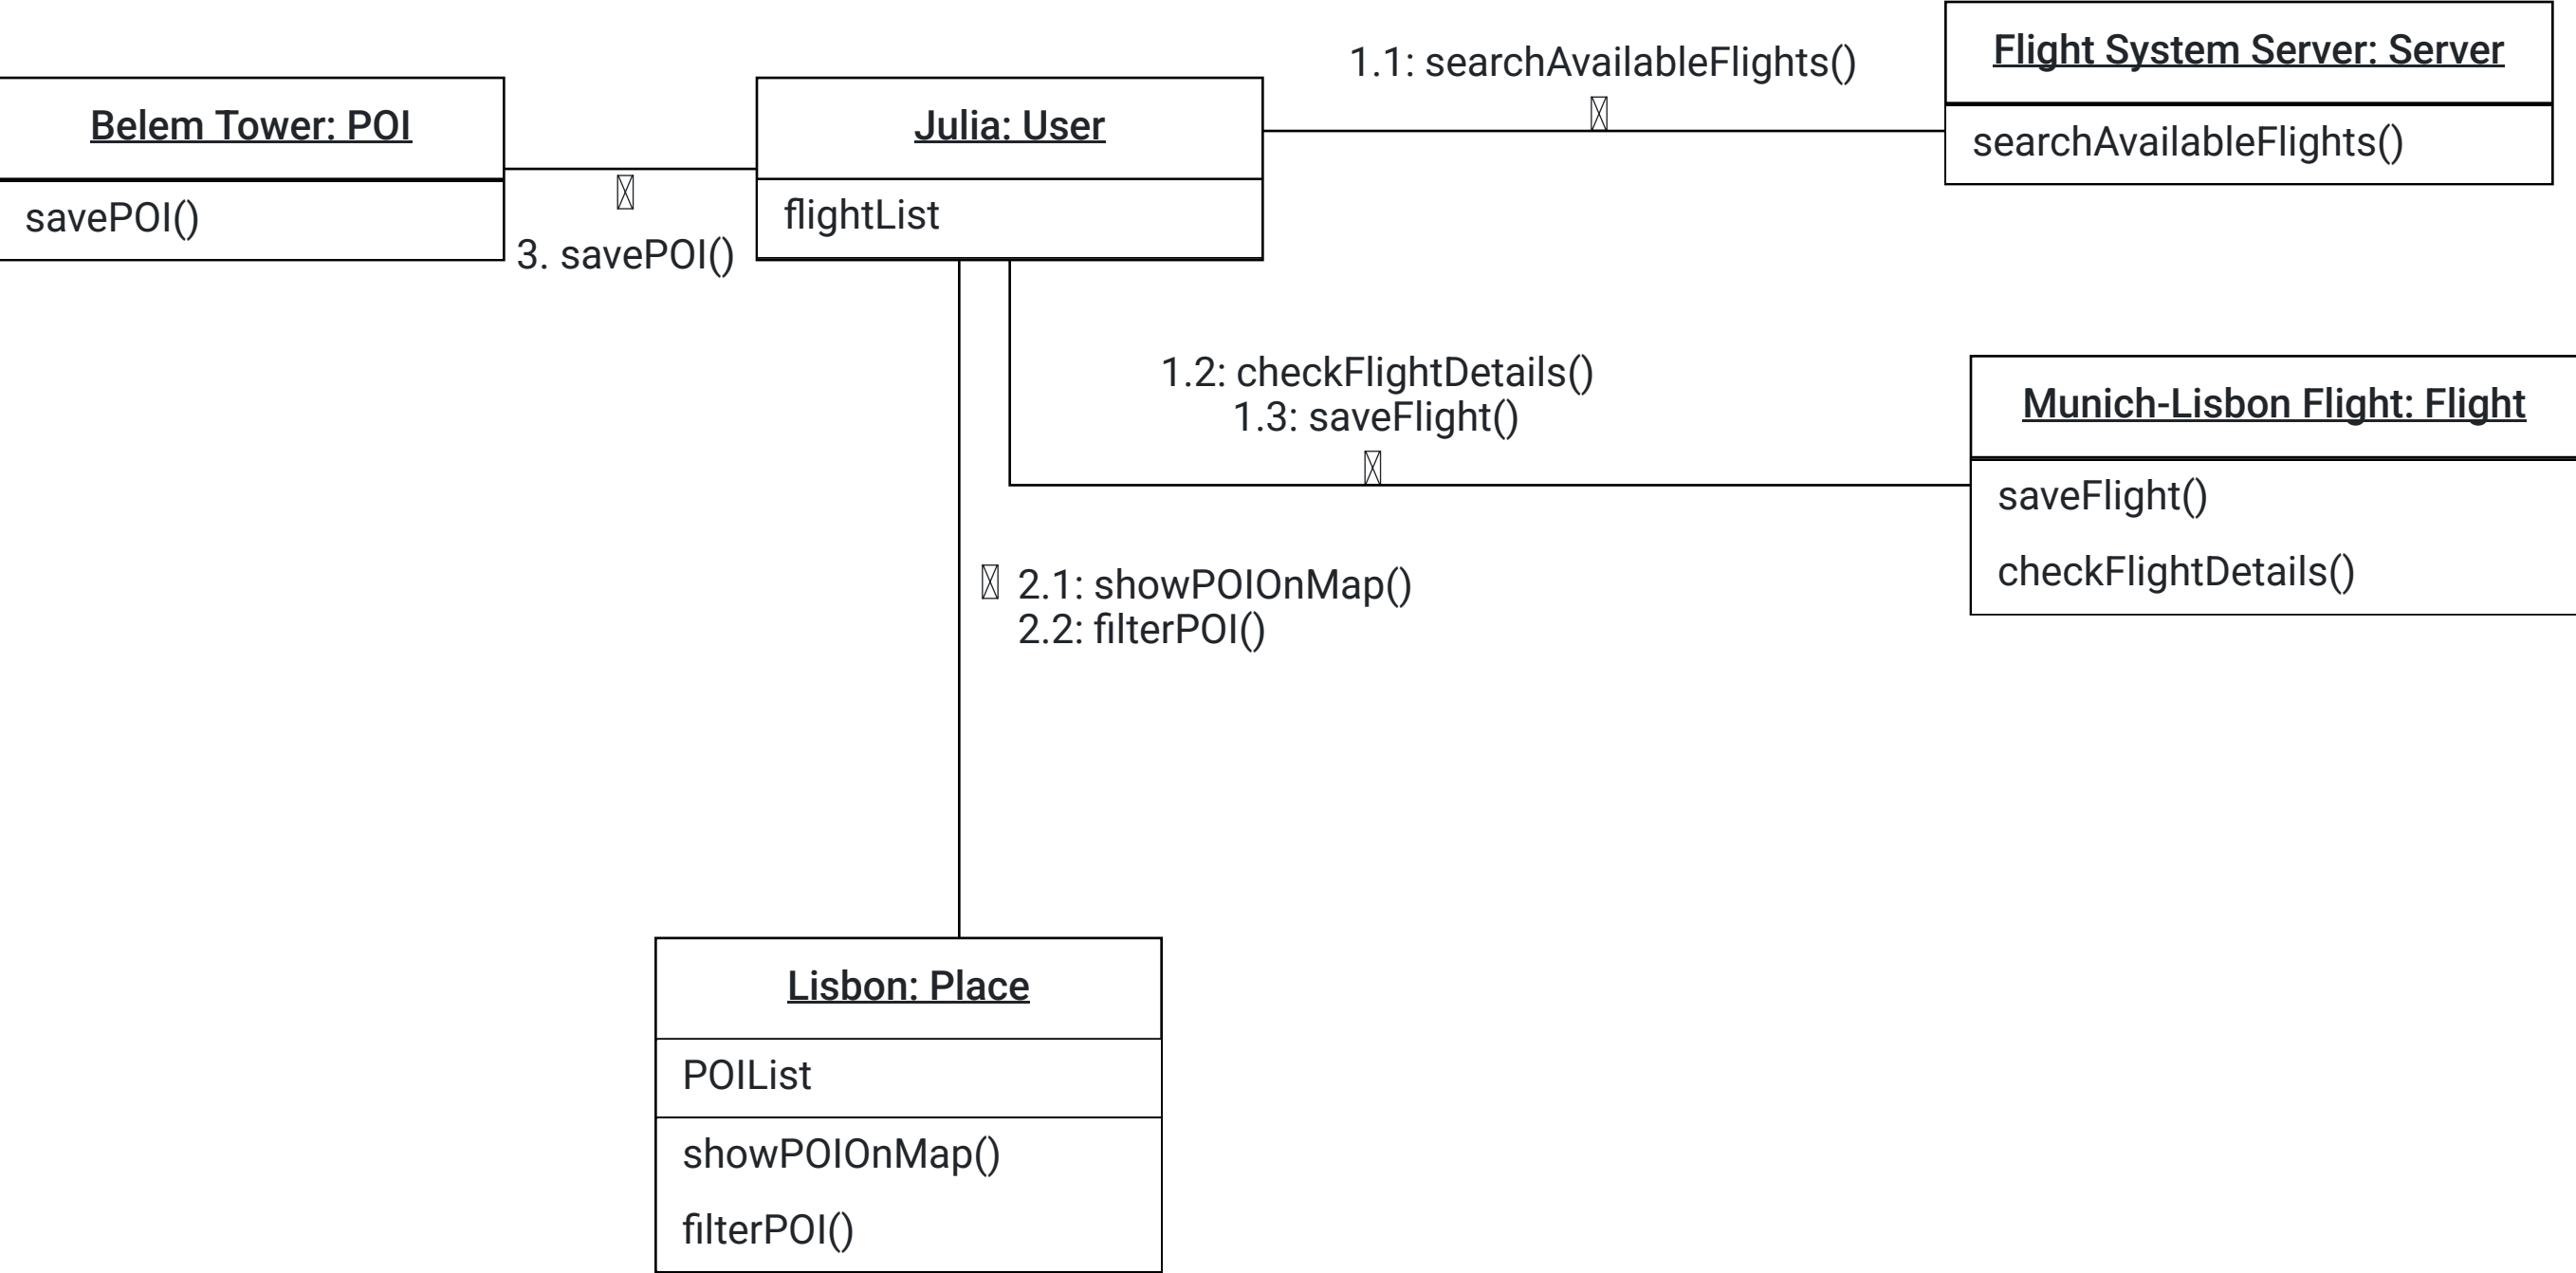 Belem Tower: POI
savePOI()
3. savePOI()
Julia: User
flightList
1.1: searchAvailableFlights()
Flight System Server: Server
searchAvailableFlights()
1.2: checkFlightDetails()
1.3: saveFlight()
Munich-Lisbon Flight: Flight
saveFlight()
checkFlightDetails()
2.1: showPOIOnMap()
2.2: filterPOI()
Lisbon: Place
POIList
showPOIOnMap()
filterPOI()